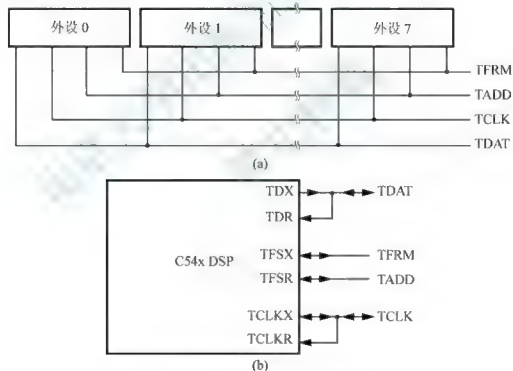 外设 0
外设 1
外设 7
TFRM
TADD
TCLK
TDAT
(a)
C54x DSP
TDX
TDR
TFSX
TFSR
TCLKX
TCLKR
TDAT
TFRM
TADD
TCLK
(b)